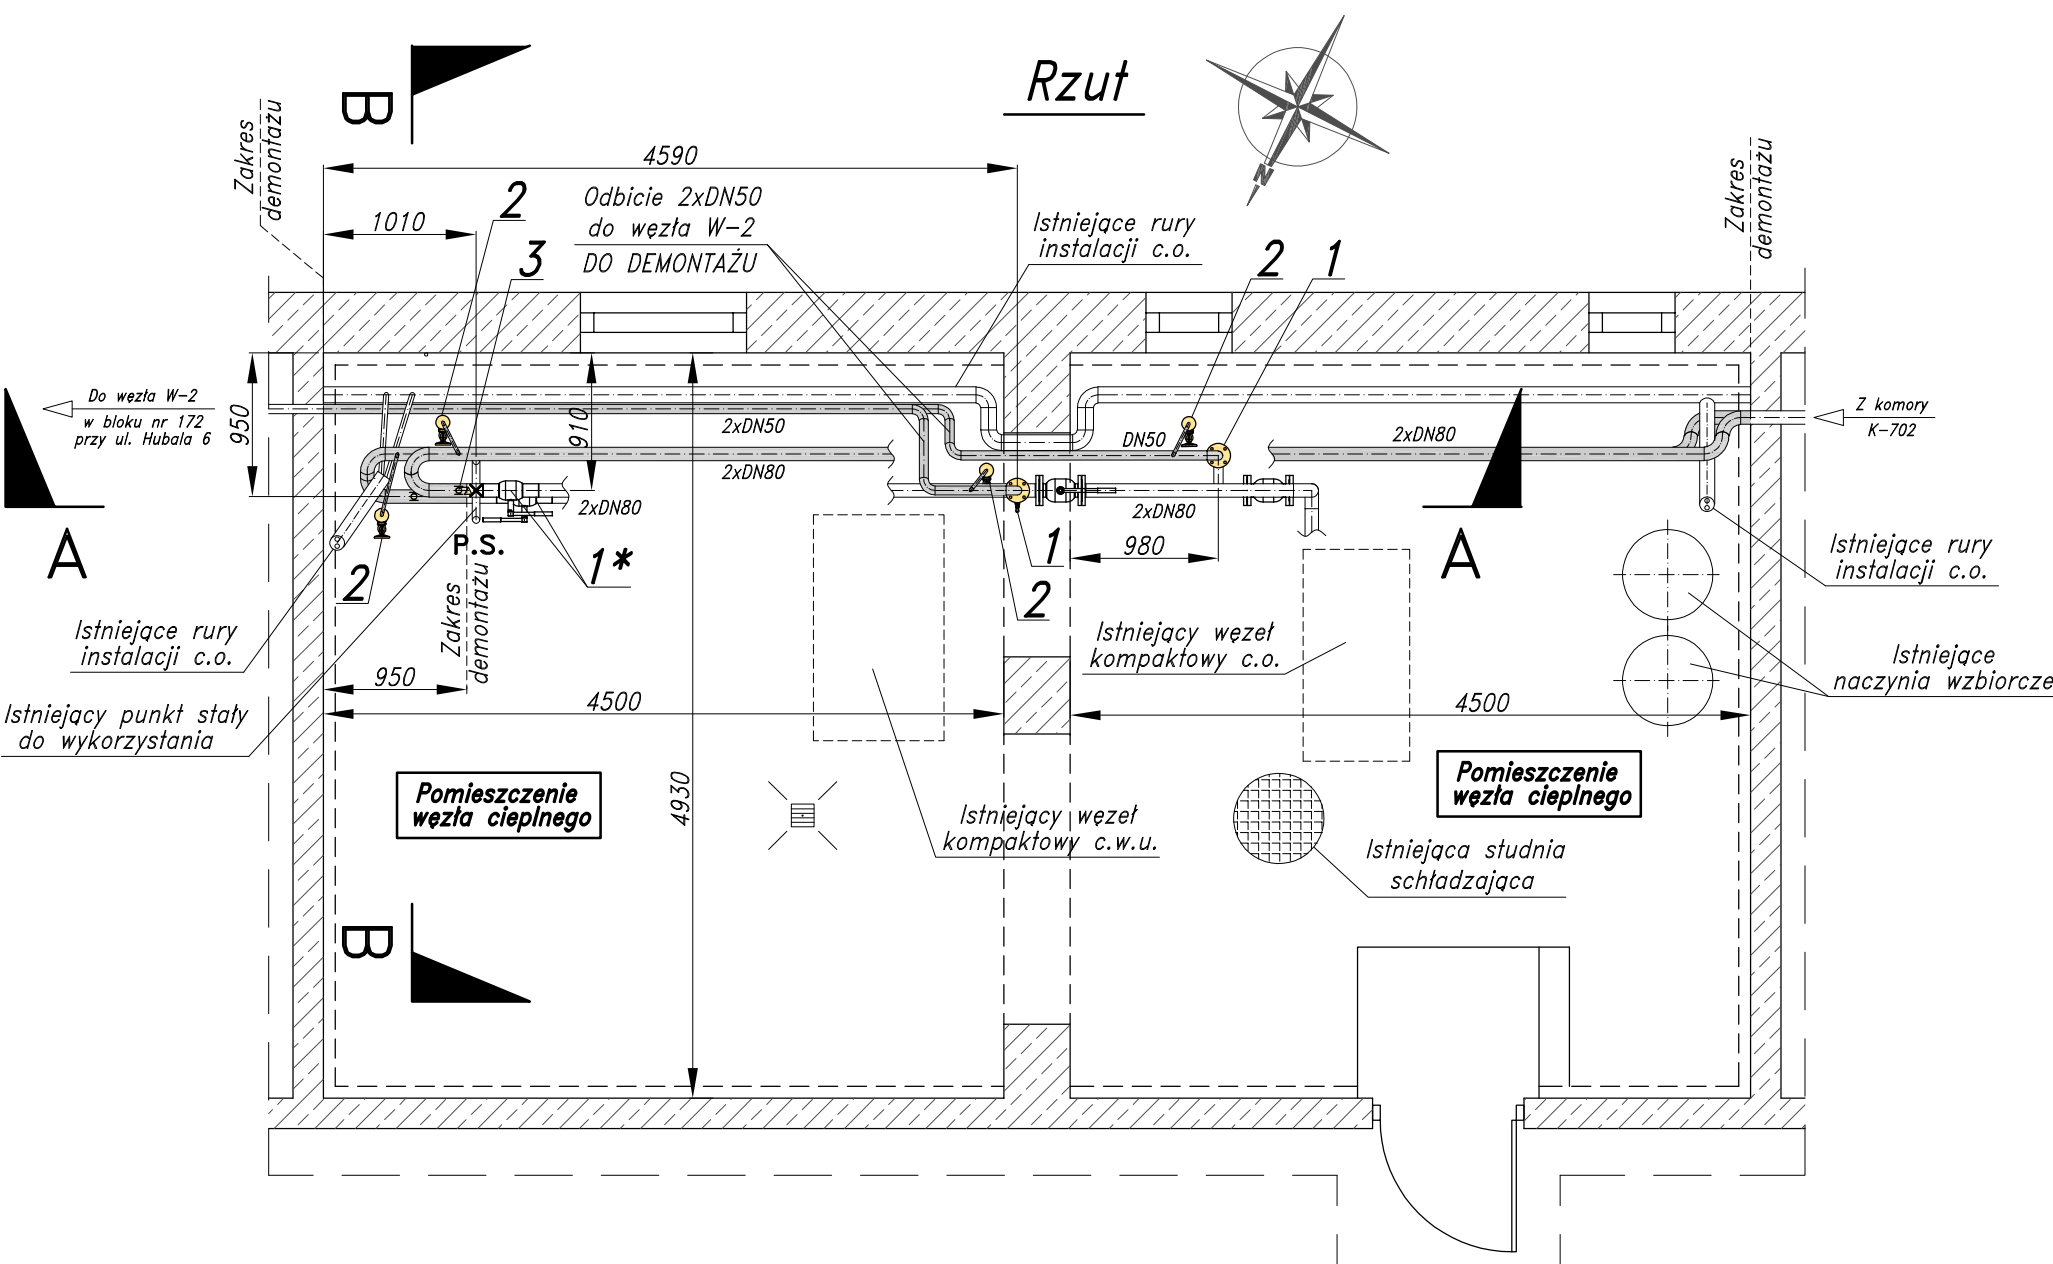 Rzut
B
N
Zakres
demontażu
4590
2
1010
3
Odbicie 2xDN50
do węzła W-2
DO DEMONTAŻU
Istniejące rury
instalacji c.o.
2
1
Zakres
demontażu
Do węzła W-2
w bloku nr 172
przy ul. Hubala 6
950
910
2xDN50
DN50
2xDN80
Z komory
K-702
2xDN80
2xDN80
2xDN80
A
2
P.S.
1*
1
980
2
A
Istniejące rury
instalacji c.o.
Zakres
demontażu
Istniejące rury
instalacji c.o.
Istniejący węzeł
kompaktowy c.o.
Istniejące
naczynia wzbiorcze
950
4500
4500
Istniejący punkt stały
do wykorzystania
4930
Pomieszczenie
węzła cieplnego
Pomieszczenie
węzła cieplnego
Istniejący węzeł
kompaktowy c.w.u.
Istniejąca studnia
schładzająca
B